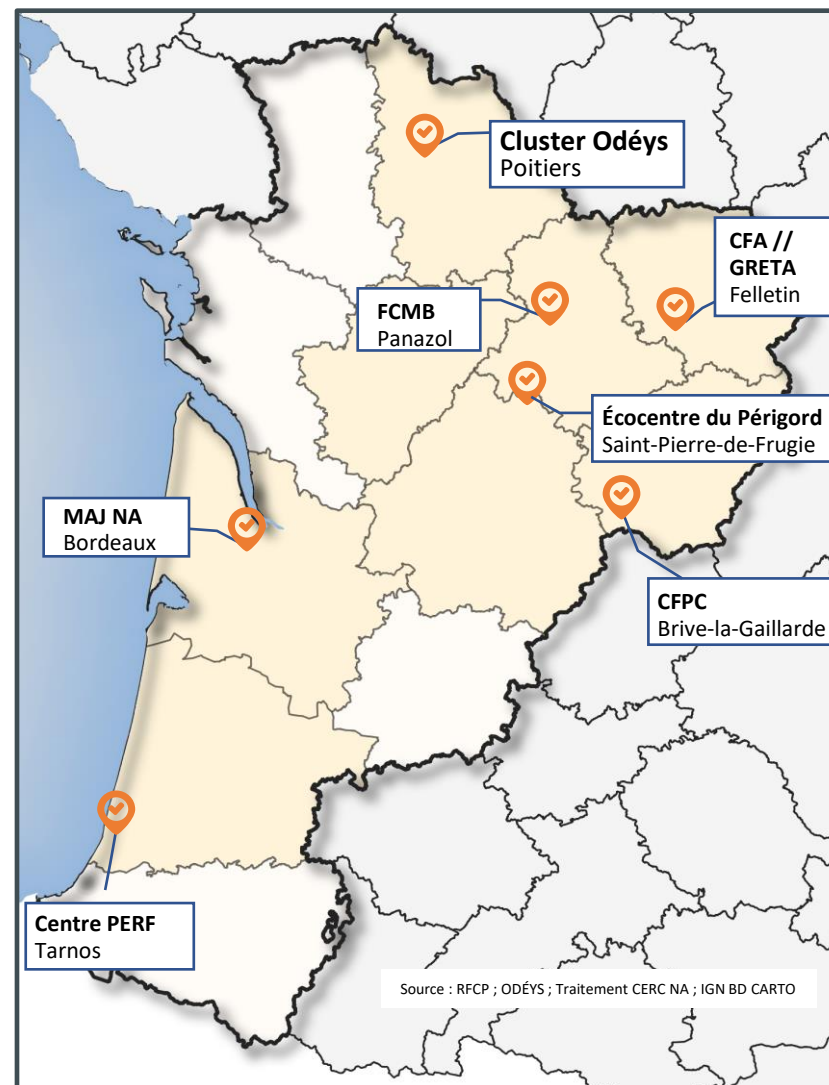 Cluster Odéys
Poitiers
CFA //
GRETA
Felletin
FCMB
Panazol
Écocentre du Périgord
Saint-Pierre-de-Frugie
MAJ NA
Bordeaux
CFPC
Brive-la-Gaillarde
Centre PERF
Tarnos
Source : RFCP ; ODÉYS ; Traitement CERC NA ; IGN BD CARTO